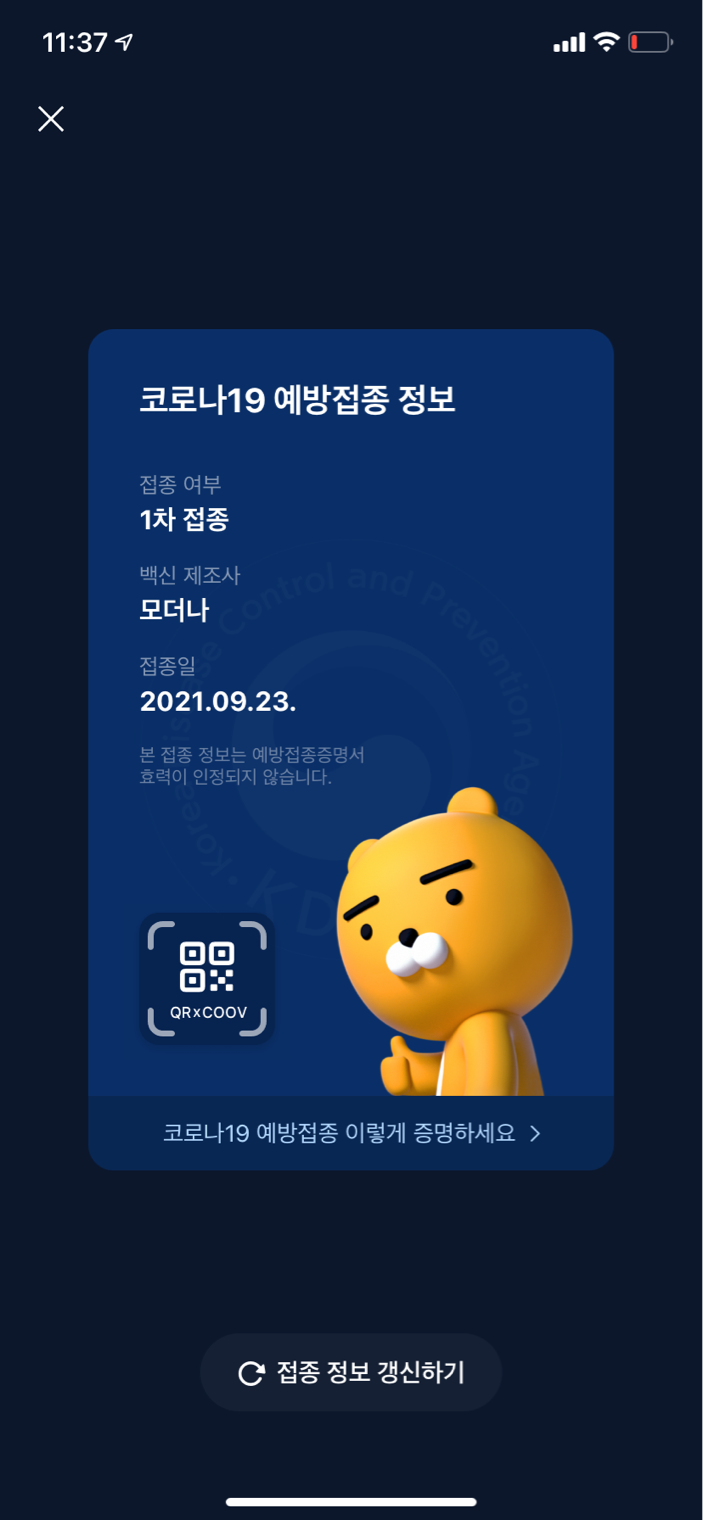 11:37
코로나19 예방접종 정보
접종 여부
1차 접종
백신 제조사
모더나
접종일
2021.09.23.
본 접종 정보는 예방접종증명서
효력이 인정되지 않습니다.
Disease Control and Prevention Age
Korea
KD
QRxCOOV
코로나19 예방접종 이렇게 증명하세요
접종 정보 갱신하기